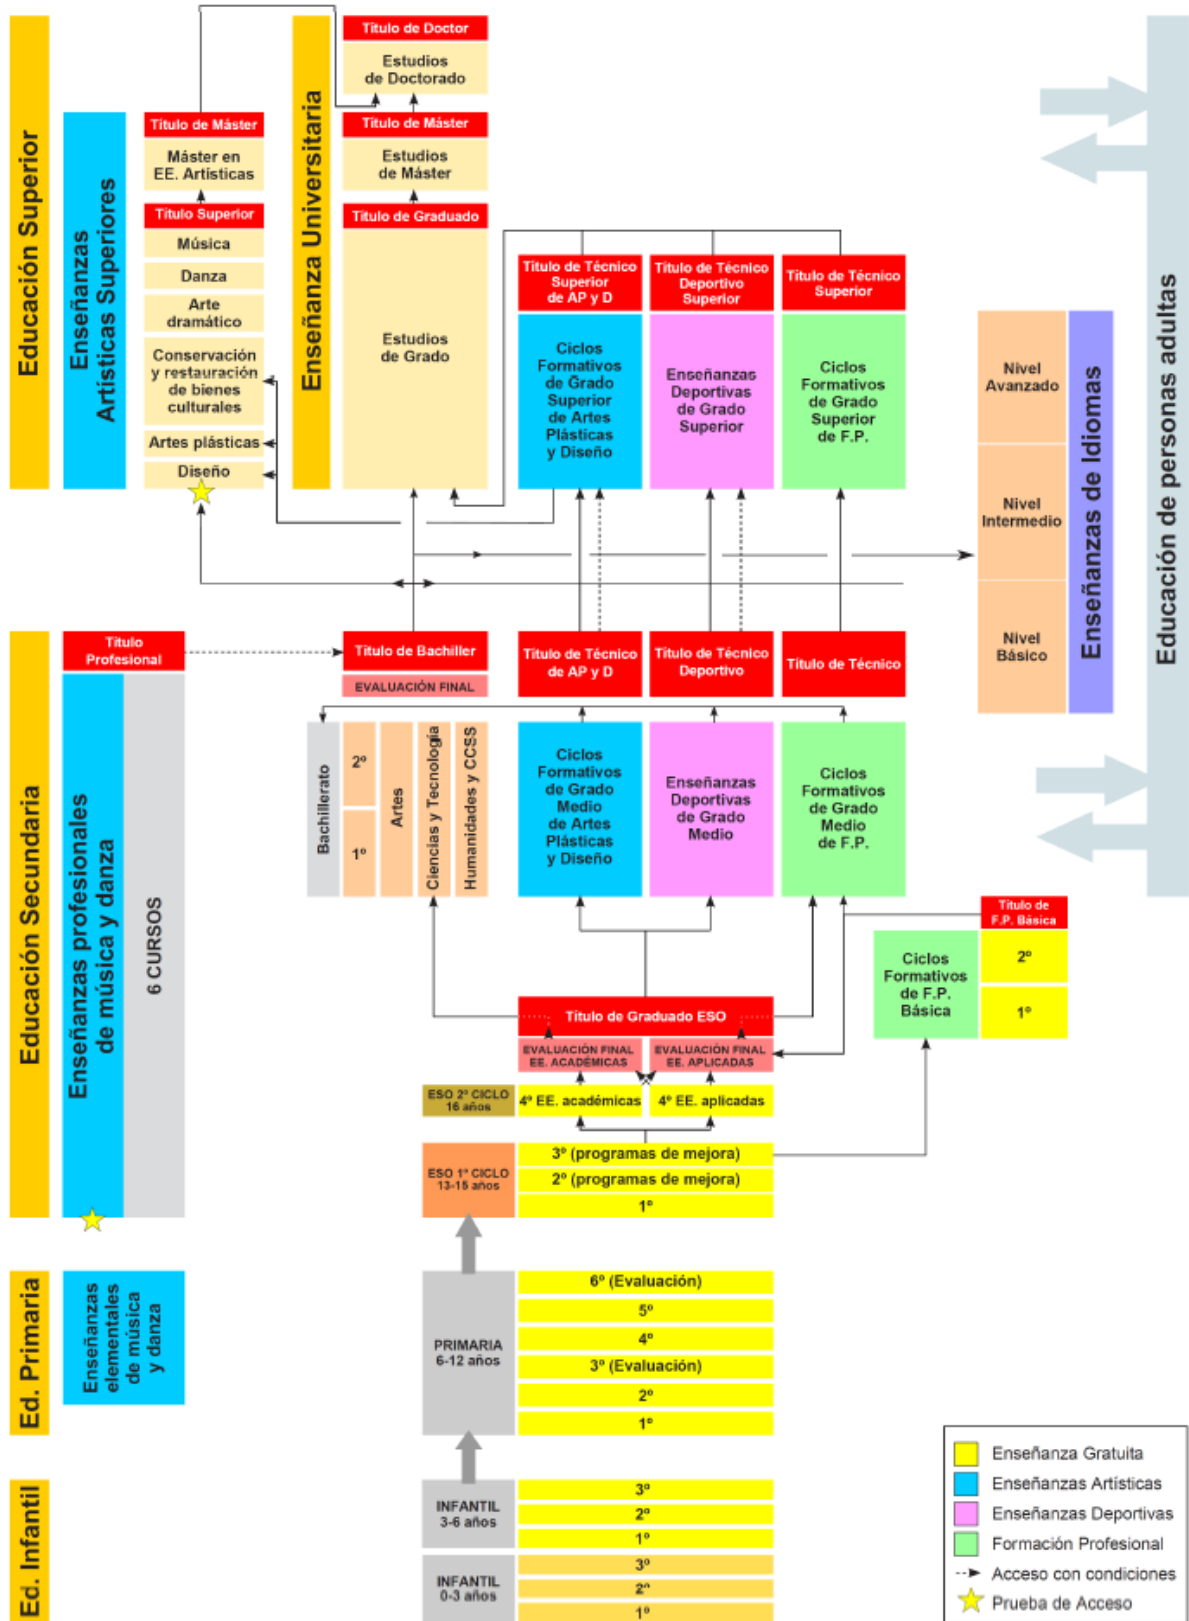 Educación Superior
Enseñanzas
Artísticas Superiores
Título de Máster
Máster en
EE. Artísticas
Título Superior
Música
Danza
Arte
dramático
Conservación
y restauración
de bienes
culturales
Artes plásticas
Diseño
Enseñanza Universitaria
Título de Doctor
Estudios
de Doctorado
Título de Máster
Estudios
de Máster
Título de Graduado
Estudios
de Grado
Título de Técnico
Superior
de AP y D
Ciclos
Formativos
de Grado
Superior
de Artes
Plásticas
y Diseño
Título de Técnico
Deportivo
Superior
Enseñanzas
Deportivas
de Grado
Superior
Título de Técnico
Superior
Ciclos
Formativos
de Grado
Superior
de F.P.
Nivel
Avanzado
Nivel
Intermedio
Nivel
Básico
Enseñanzas de Idiomas
Educación de personas adultas
Educación Secundaria
Título
Profesional
Enseñanzas profesionales
de música y danza
6 CURSOS
Título de Bachiller
EVALUACIÓN FINAL
Bachillerato
2º
1º
Artes
Ciencias y Tecnología
Humanidades y CCSS
Título de Técnico
de AP y D
Ciclos
Formativos
de Grado
Medio
de Artes
Plásticas
y Diseño
Título de Técnico
Deportivo
Enseñanzas
Deportivas
de Grado
Medio
Título de Técnico
Ciclos
Formativos
de Grado
Medio
de F.P.
Título de
F.P. Básica
Ciclos
Formativos
de F.P.
Básica
2º
1º
Título de Graduado ESO
EVALUACIÓN FINAL
EE. ACADÉMICAS
EVALUACIÓN FINAL
EE. APLICADAS
ESO 2º CICLO
16 años
4º EE. académicas
4º EE. aplicadas
ESO 1º CICLO
13-15 años
3º (programas de mejora)
2º (programas de mejora)
1º
Ed. Primaria
Enseñanzas
elementales
de música
y danza
PRIMARIA
6-12 años
6º (Evaluación)
5º
4º
3º (Evaluación)
2º
1º
Ed. Infantil
INFANTIL
3-6 años
3º
2º
1º
INFANTIL
0-3 años
3º
2º
1º
Enseñanza Gratuita
Enseñanzas Artísticas
Enseñanzas Deportivas
Formación Profesional
Acceso con condiciones
Prueba de Acceso